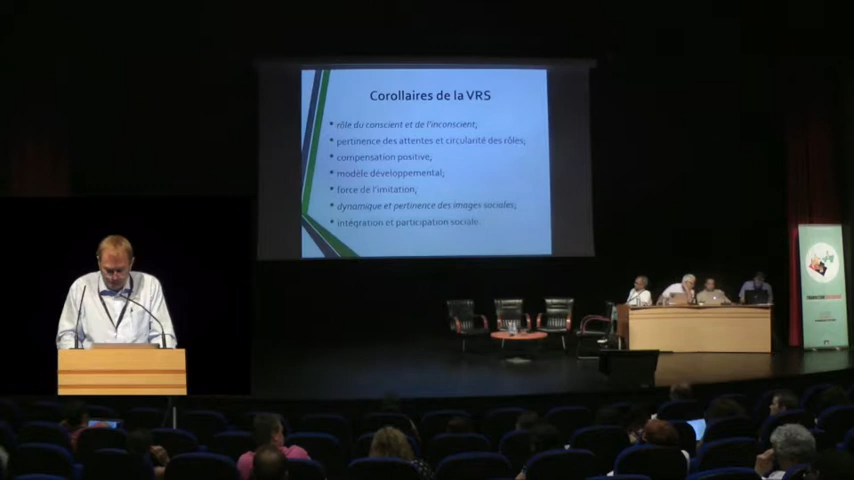 Corollaires de la VRS
• rôle du conscient et de l'inconscient;
• pertinence des attentes et circularité des rôles;
• compensation positive;
• modèle développemental;
• force de l'imitation;
• dynamique et pertinence des images sociales;
• intégration et participation sociale